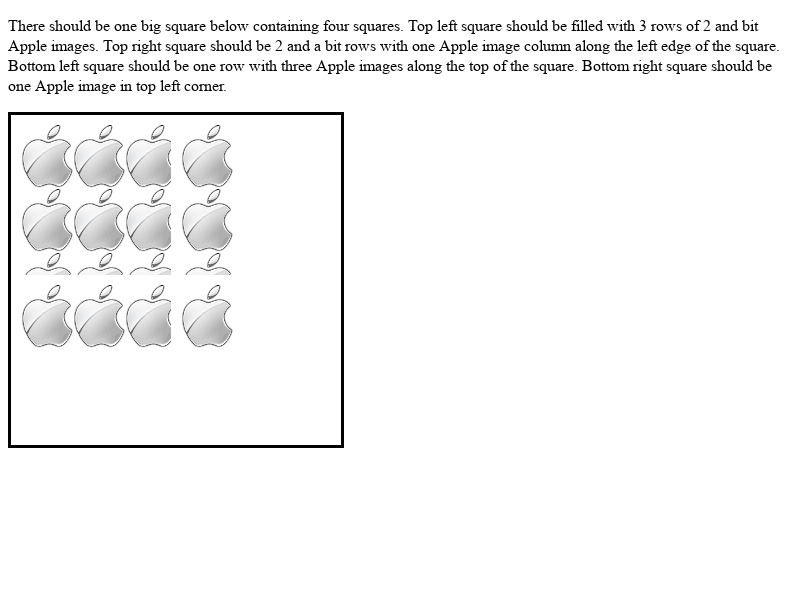 There should be one big square below containing four squares. Top left square should be filled with 3 rows of 2 and bit
Apple images. Top right square should be 2 and a bit rows with one Apple image column along the left edge of the square.
Bottom left square should be one row with three Apple images along the top of the square. Bottom right square should be
one Apple image in top left corner.